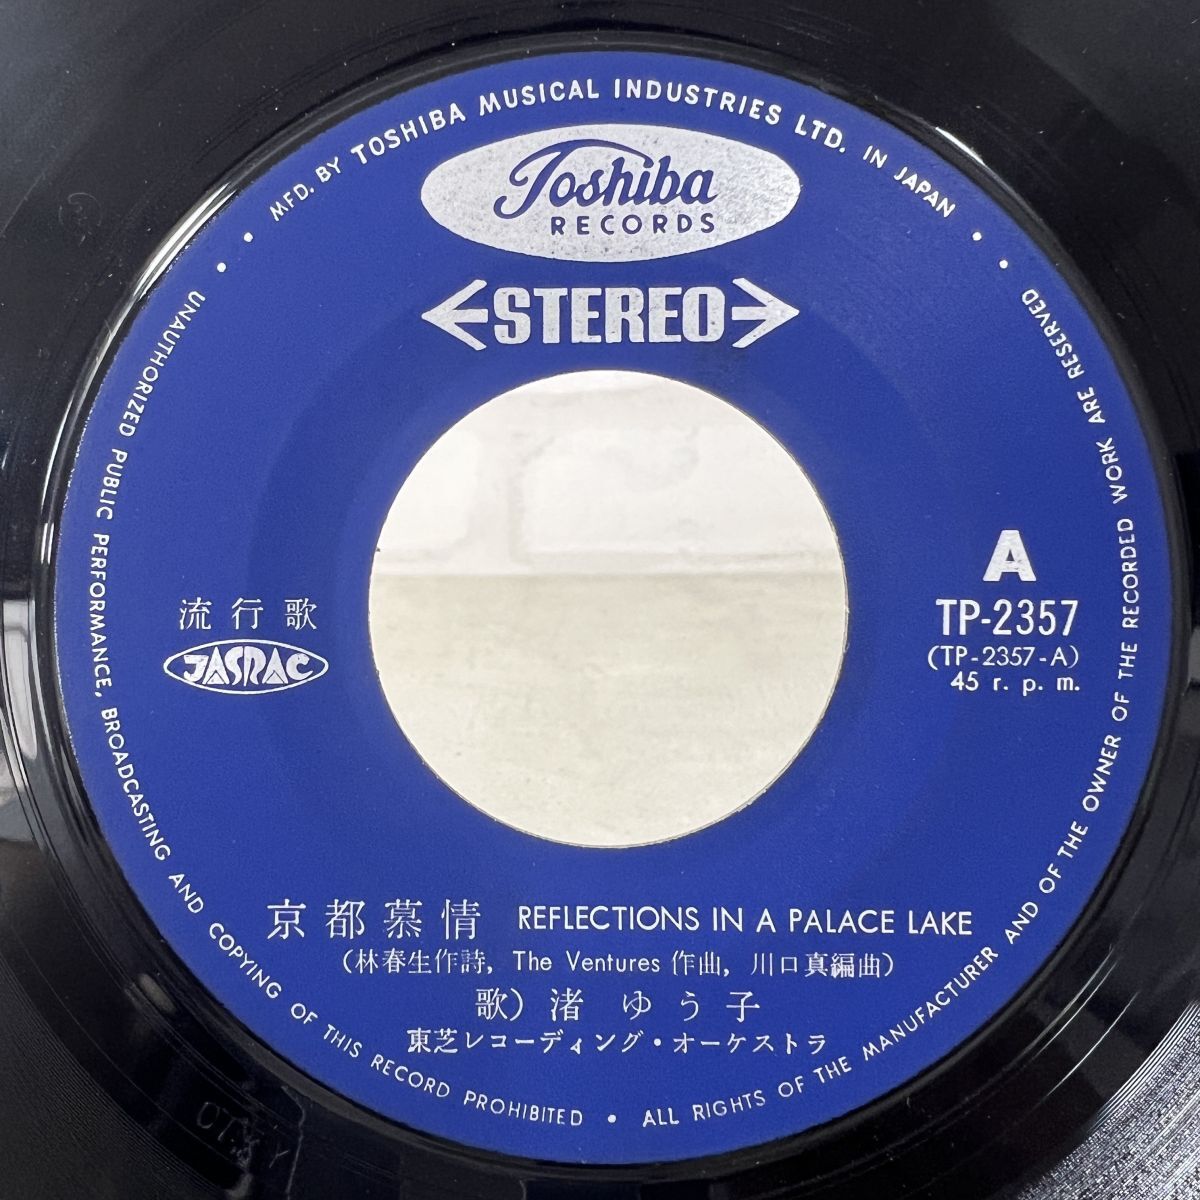 MFD. BY TOSHIBA MUSICAL INDUSTRIES LTD. IN JAPAN
Toshiba
RECORDS
STEREO
流行歌
JASRAC
A
TP-2357
(TP-2357-A)
45 r. p. m.
京都慕情 REFLECTIONS IN A PALACE LAKE
(林春生作詩, The Ventures 作曲, 川口真編曲)
歌) 渚 ゆう子
東芝レコーディング・オーケストラ
UNAUTHORIZED PUBLIC PERFORMANCE, BROADCASTING AND COPYING OF THIS RECORD PROHIBITED • ALL RIGHTS OF THE MANUFACTURER AND OF THE OWNER OF THE RECORDED WORK ARE RESERVED